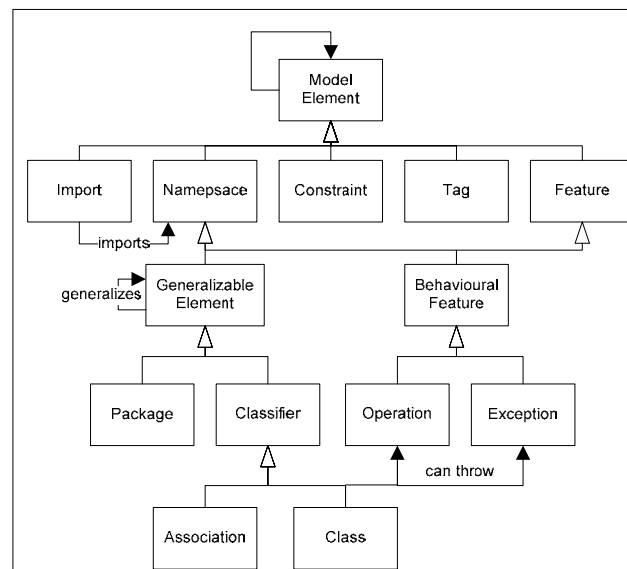 Model
Element
Import
Namepsace
Constraint
Tag
Feature
imports
generalizes
Generalizable
Element
Behavioural
Feature
Package
Classifier
Operation
Exception
can throw
Association
Class